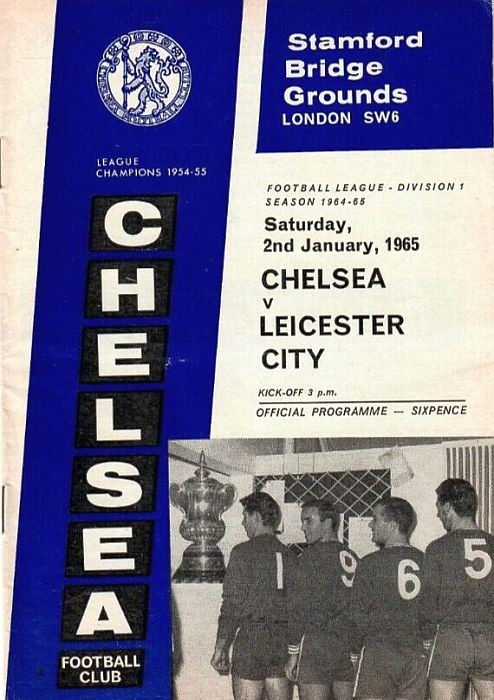 Stamford
Bridge
Grounds
LONDON SW6
LEAGUE
CHAMPIONS 1954-55
CHELSEA
FOOTBALL
CLUB
FOOTBALL LEAGUE - DIVISION 1
SEASON 1964-65
Saturday,
2nd January, 1965
CHELSEA
v
LEICESTER
CITY
KICK-OFF 3 p.m.
OFFICIAL PROGRAMME — SIXPENCE
1
9
6
5